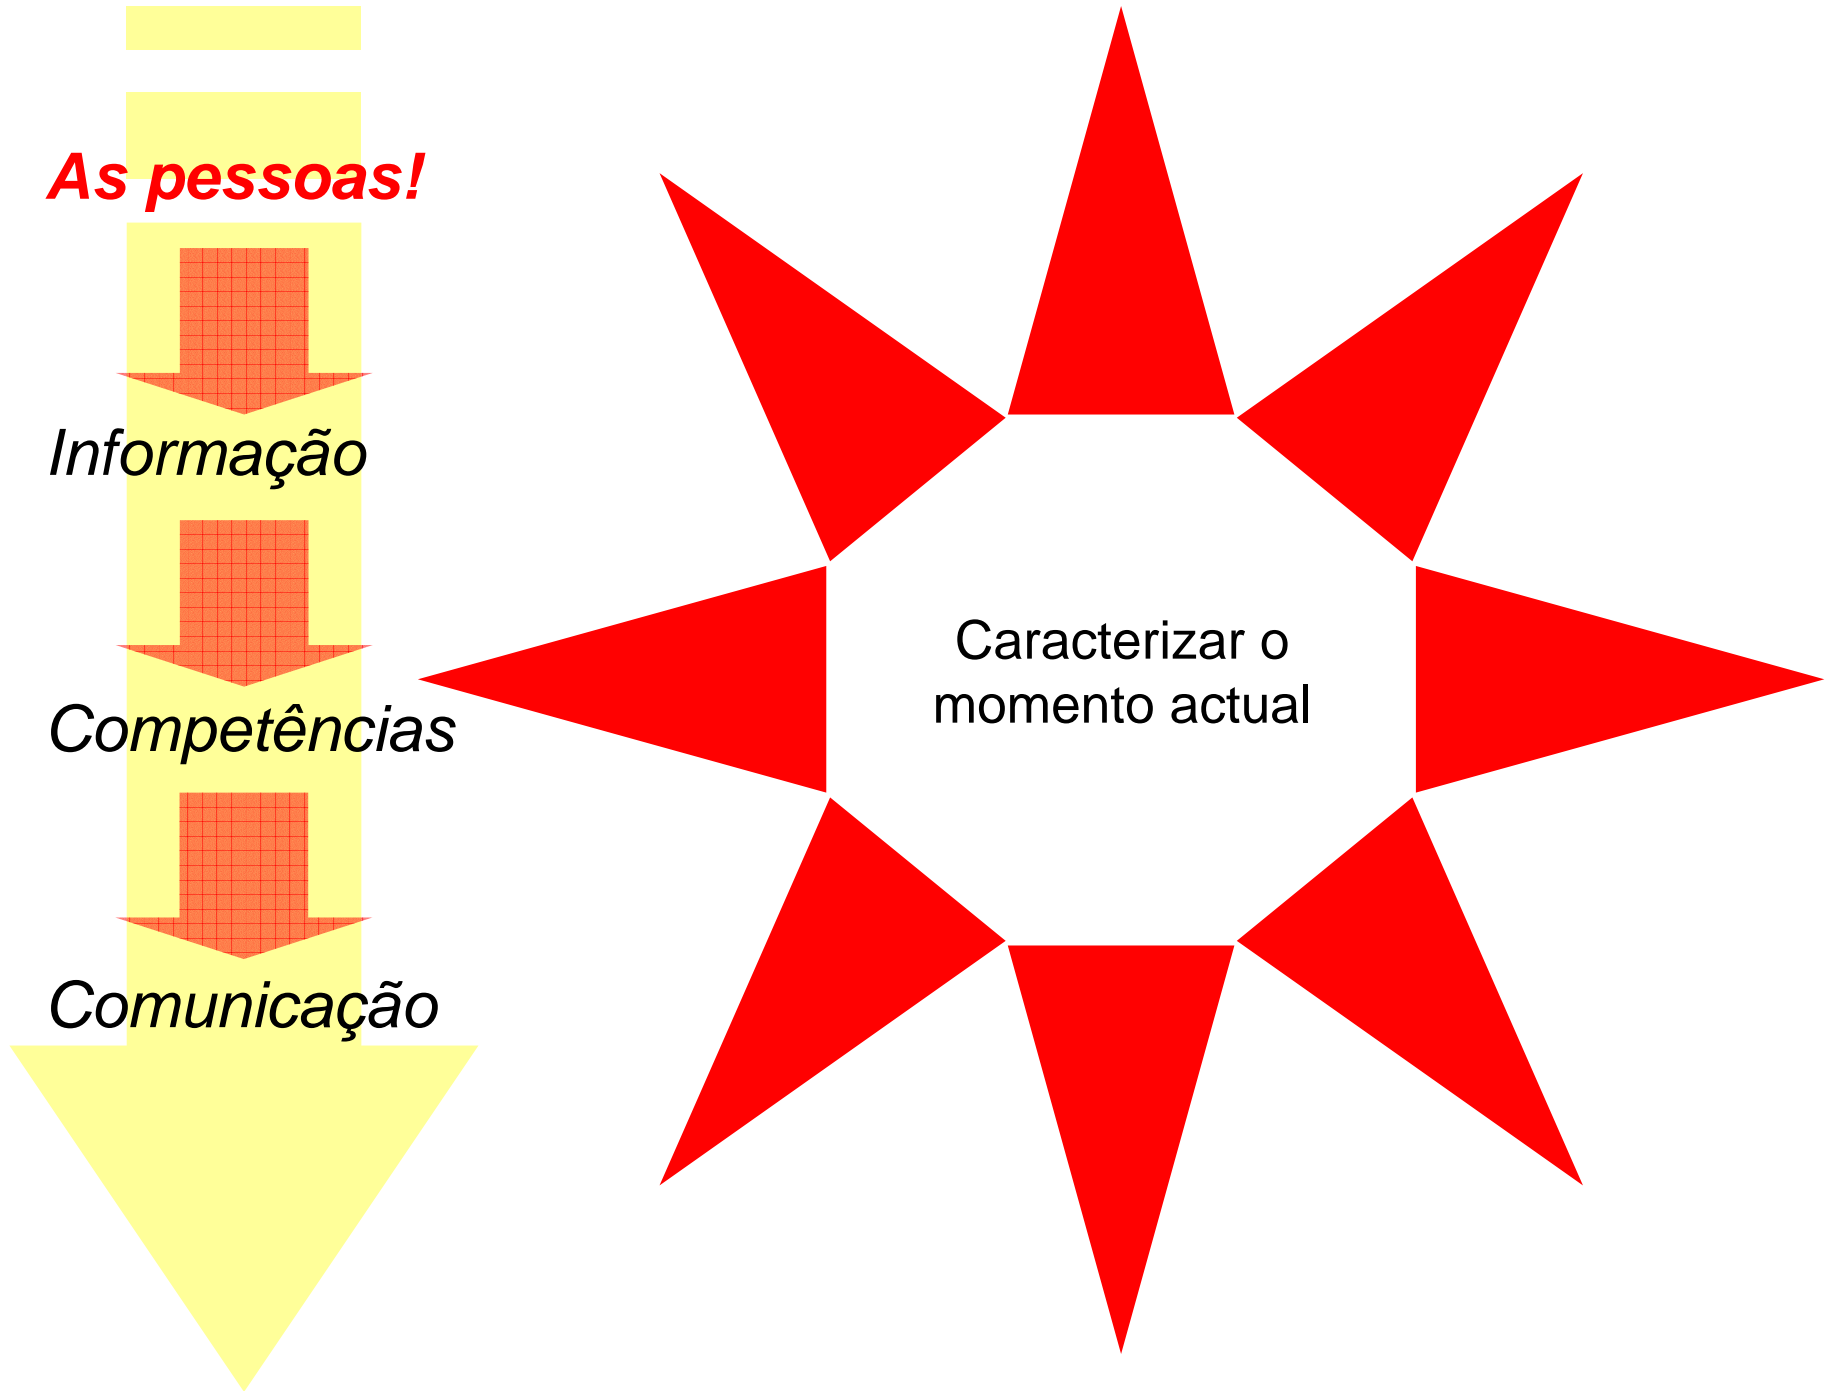 As pessoas!
Informação
Competências
Comunicação
Caracterizar o
momento actual